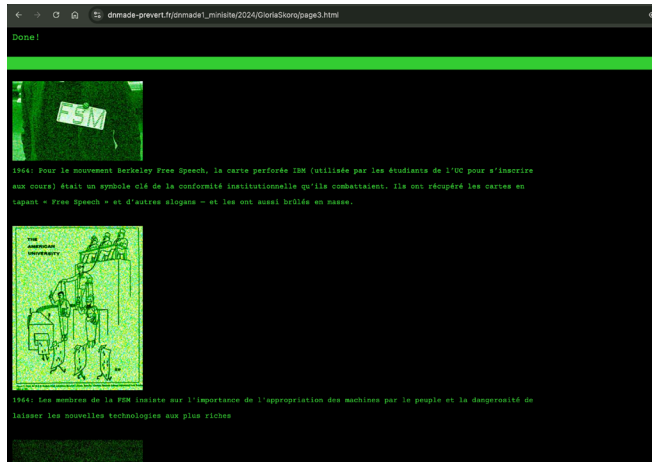 dnmade-prevert.fr/dnmade1_minisite/2024/GloriaSkoro/page3.html
Done!
FSM
1964: Pour le mouvement Berkeley Free Speech, la carte perforée IBM (utilisée par les étudiants de l'UC pour s'inscrire
aux cours) était un symbole clé de la conformité institutionnelle qu'ils combattaient. Ils ont récupéré les cartes en
tapant « Free Speech » et d'autres slogans — et les ont aussi brûlés en masse.
THE
AMERICAN
UNIVERSITY
1964: Les membres de la FSM insiste sur l'importance de l'appropriation des machines par le peuple et la dangerosité de
laisser les nouvelles technologies aux plus riches